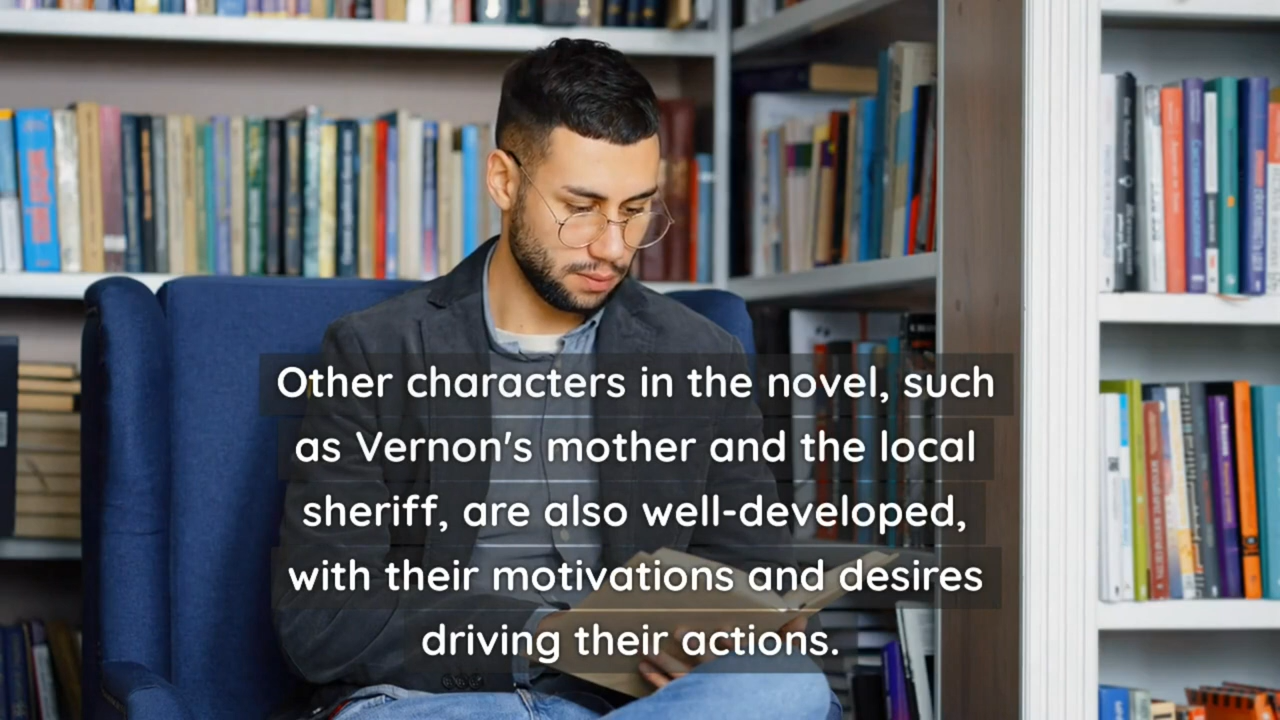 Other characters in the novel, such
as Vernon's mother and the local
sheriff, are also well-developed,
with their motivations and desires
driving their actions.